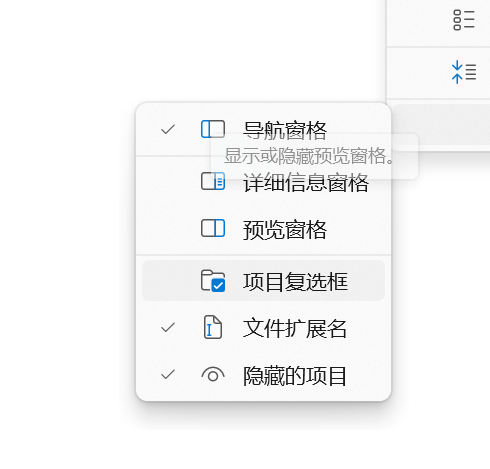 导航窗格
显示或隐藏预览窗格。
详细信息窗格
预览窗格
项目复选框
文件扩展名
隐藏的项目